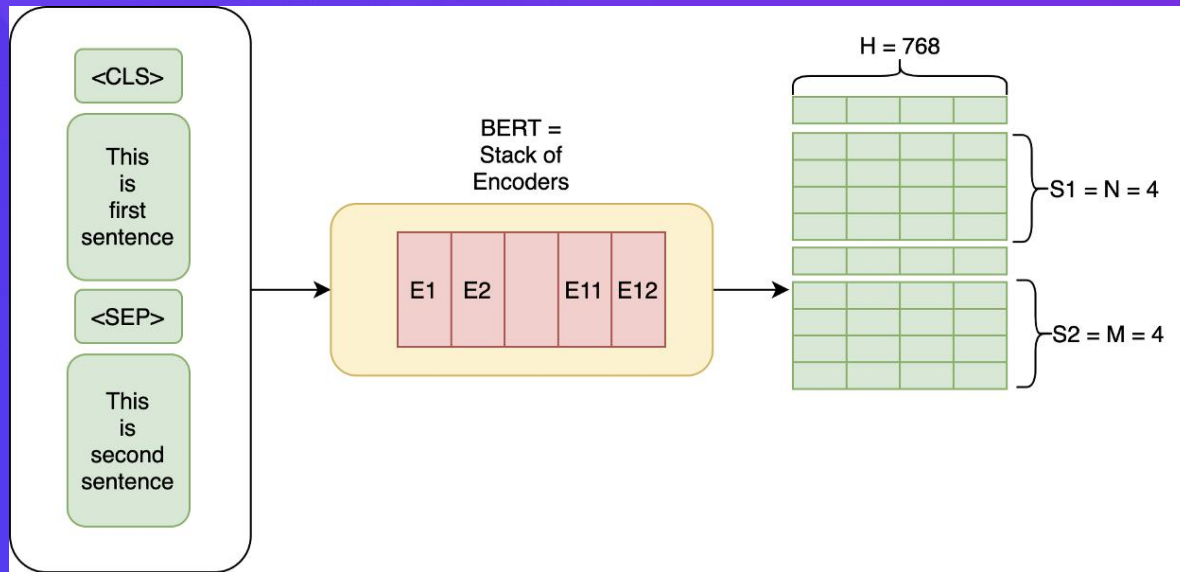 <CLS>
This
is
first
sentence
<SEP>
This
is
second
sentence
BERT =
Stack of
Encoders
E1 E2 E11 E12
H = 768
S1 = N = 4
S2 = M = 4